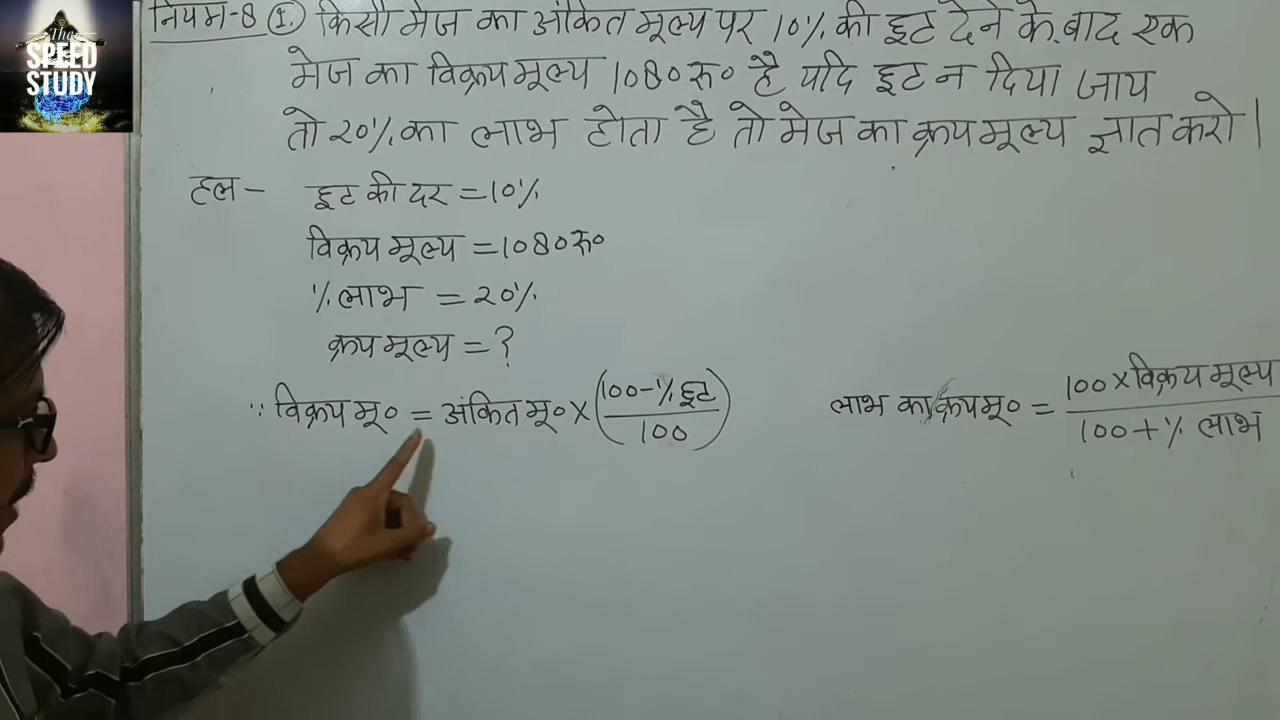 The
SPEED
STUDY
नियम-8 (I) किसी मेज का अंकित मूल्य पर 10% की छूट देने के बाद एक
मेज का विक्रय मूल्य 1080 रु० है यदि छूट न दिया जाय
तो 20% का लाभ होता है तो मेज का क्रय मूल्य ज्ञात करो।
हल- छूट की दर = 10%
विक्रय मूल्य = 1080 रु०
% लाभ = 20%
क्रय मूल्य = ?
∵ विक्रय मू० = अंकित मू० × (100 - % छूट / 100)
लाभ का क्रय मू० = 100 × विक्रय मूल्य / 100 + % लाभ